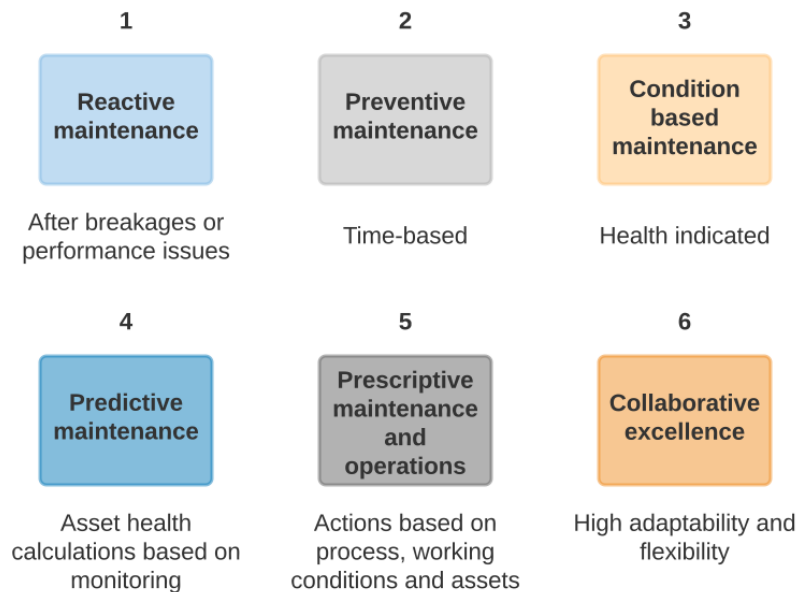 1
Reactive
maintenance
After breakages or
performance issues
2
Preventive
maintenance
Time-based
3
Condition
based
maintenance
Health indicated
4
Predictive
maintenance
Asset health
calculations based on
monitoring
5
Prescriptive
maintenance
and
operations
Actions based on
process, working
conditions and assets
6
Collaborative
excellence
High adaptability and
flexibility